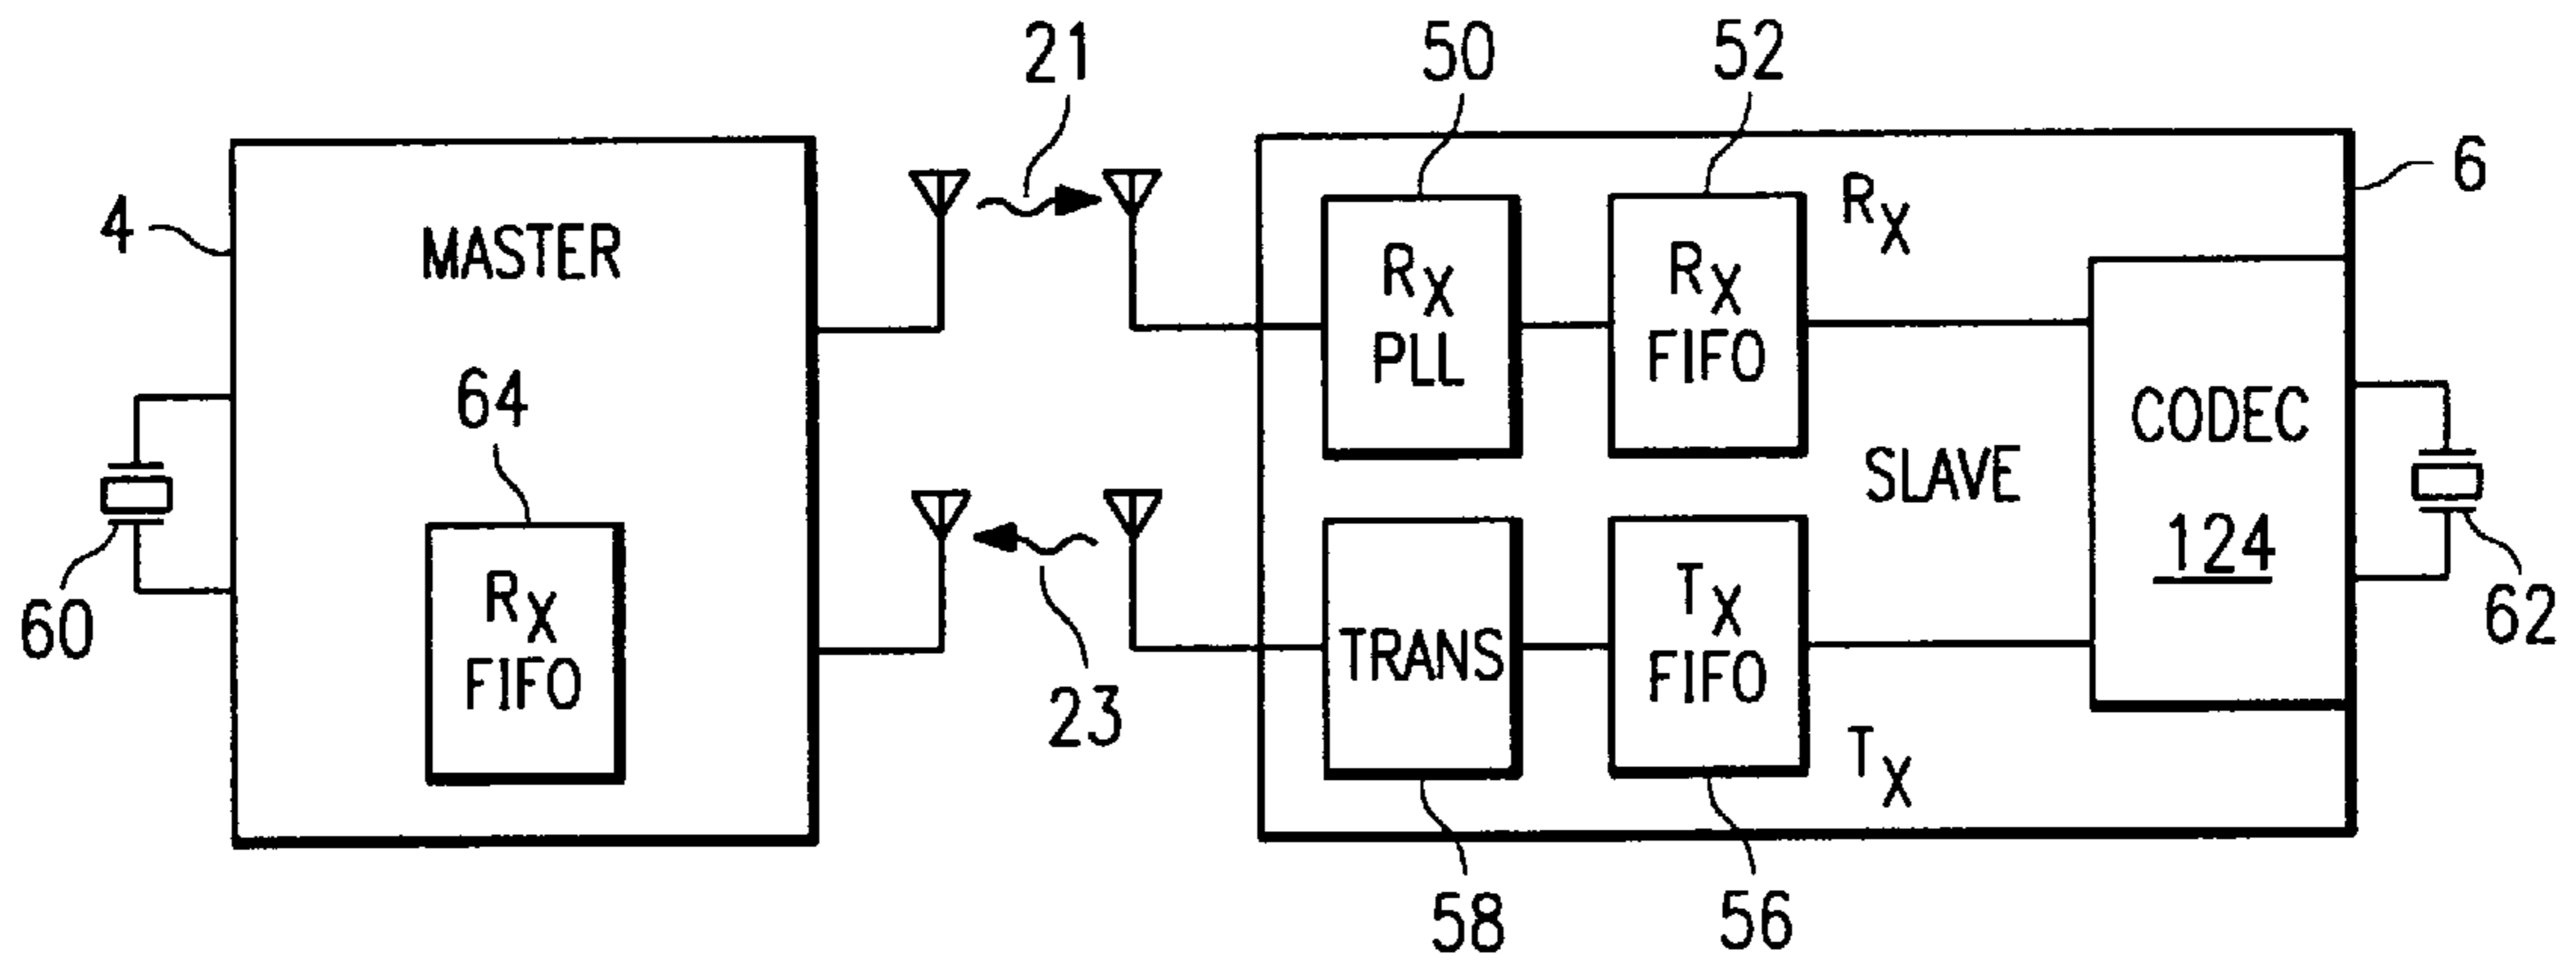 21
50
52
6
4
MASTER
RX
PLL
RX
FIFO
RX
64
CODEC
124
SLAVE
60
RX
FIFO
23
TRANS
TX
FIFO
TX
62
58
56